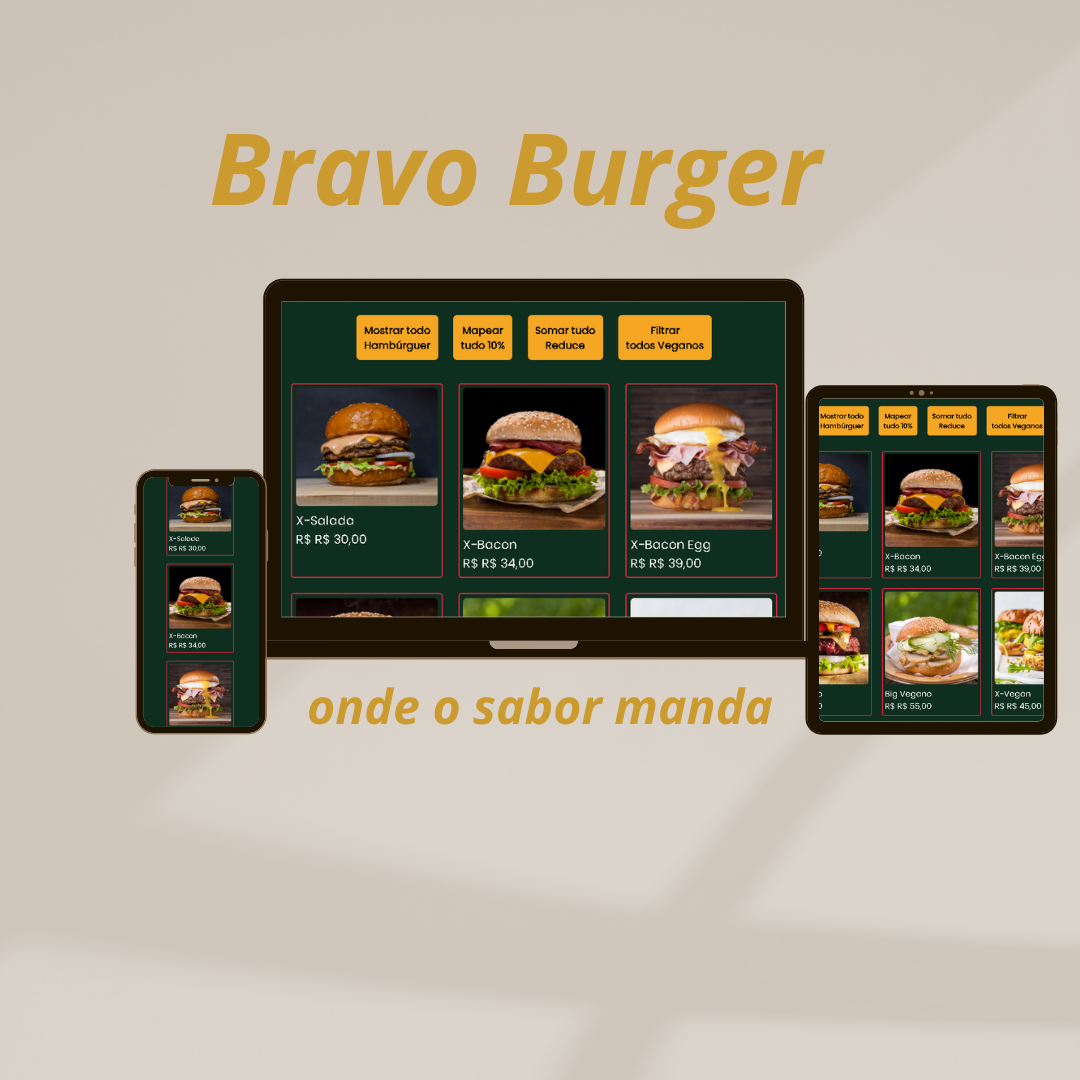 Bravo Burger
Mostrar todo
Hambúrguer
Mapear
tudo 10%
Somar tudo
Reduce
Filtrar
todos Veganos
X-Salada
R$ R$ 30,00
X-Bacon
R$ R$ 34,00
X-Bacon Egg
R$ R$ 39,00
Mostrar todo
Hambúrguer
Mapear
tudo 10%
Somar tudo
Reduce
Filtrar
todos Veganos
X-Bacon
R$ R$ 34,00
X-Bacon Egg
R$ R$ 39,00
Big Vegano
R$ R$ 55,00
X-Vegan
R$ R$ 45,00
X-Salada
R$ R$ 30,00
X-Bacon
R$ R$ 34,00
onde o sabor manda